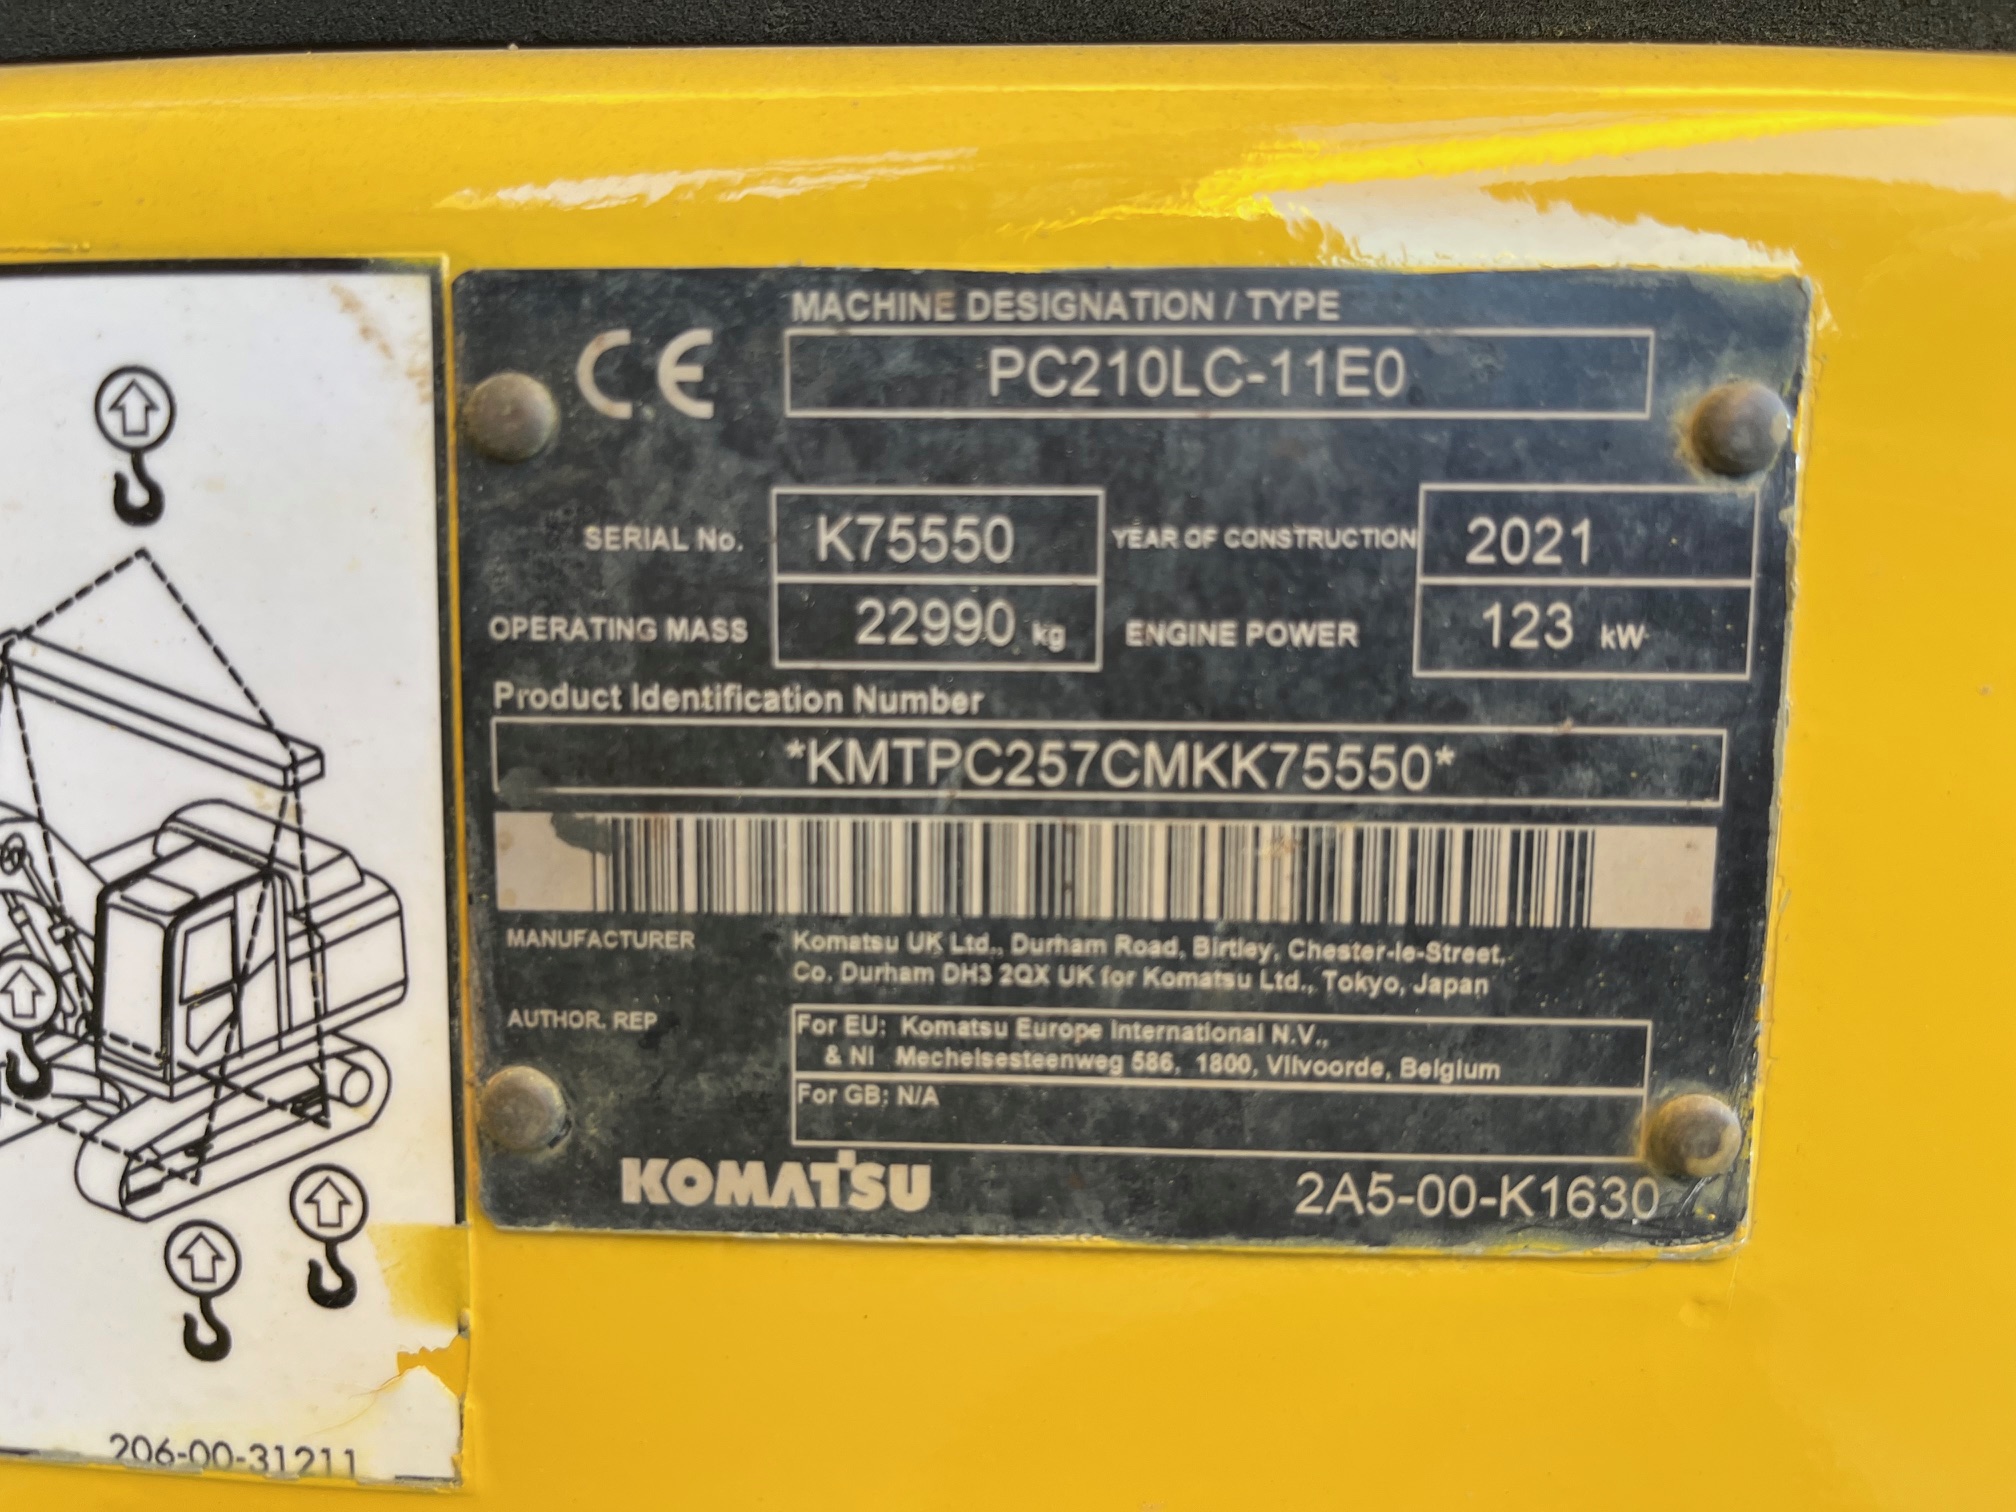 MACHINE DESIGNATION / TYPE
CE
PC210LC-11E0
SERIAL No. K75550 YEAR OF CONSTRUCTION 2021
OPERATING MASS 22990 kg ENGINE POWER 123 kW
Product Identification Number
*KMTPC257CMKK75550*
MANUFACTURER Komatsu UK Ltd., Durham Road, Birtley, Chester-le-Street,
Co. Durham DH3 2QX UK for Komatsu Ltd., Tokyo, Japan
AUTHOR. REP For EU: Komatsu Europe International N.V.,
& NI Mechelsesteenweg 586, 1800, Vilvoorde, Belgium
For GB: N/A
KOMATSU 2A5-00-K1630
206-00-31211